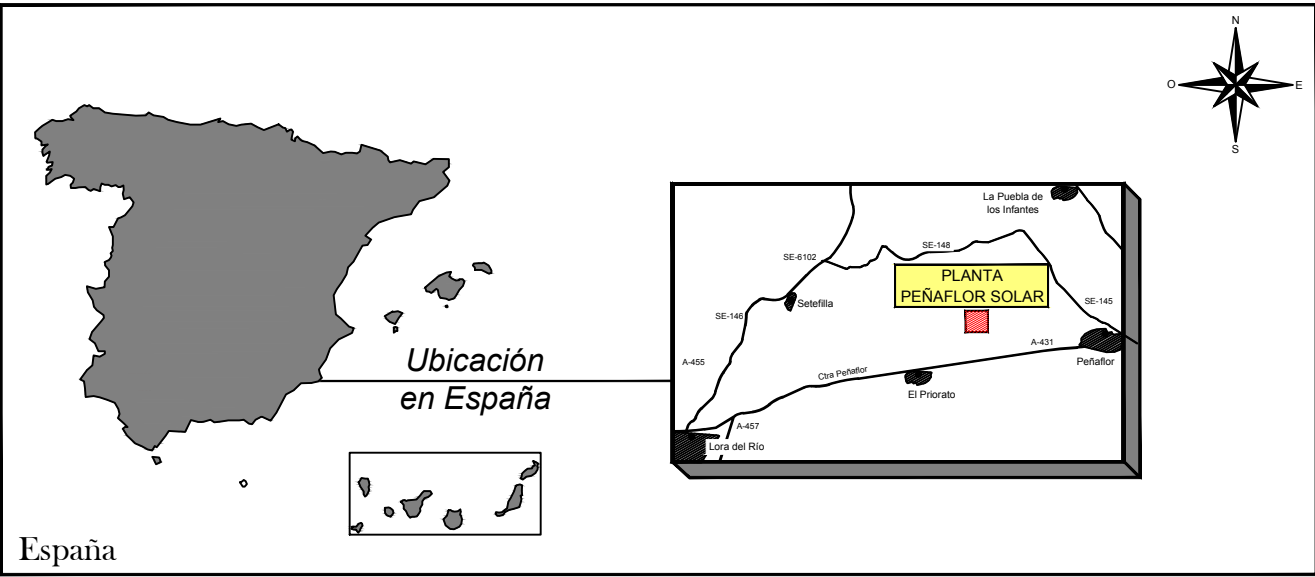 N
O
E
S
La Puebla de
los Infantes
SE-148
SE-6102
PLANTA
PEÑAFLOR SOLAR
Setefilla
SE-145
SE-146
A-431
Ubicación
en España
A-455
Peñaflor
Ctra Peñaflor
El Priorato
A-457
Lora del Río
España